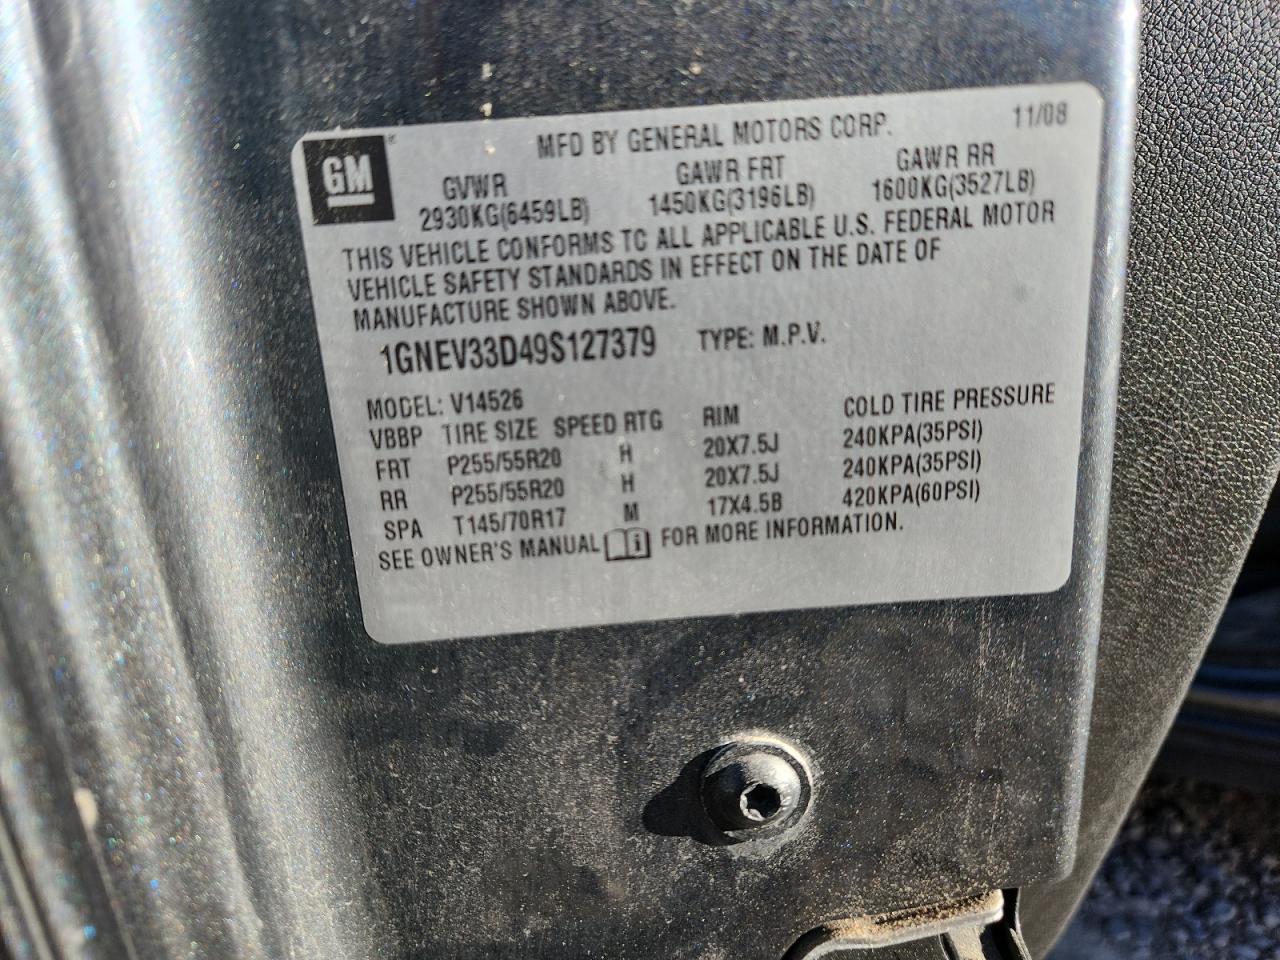 GM
MFD BY GENERAL MOTORS CORP. 11/08
GVWR GAWR FRT GAWR RR
2930KG(6459LB) 1450KG(3196LB) 1600KG(3527LB)
THIS VEHICLE CONFORMS TO ALL APPLICABLE U.S. FEDERAL MOTOR
VEHICLE SAFETY STANDARDS IN EFFECT ON THE DATE OF
MANUFACTURE SHOWN ABOVE.
1GNEV33D49S127379 TYPE: M.P.V.
MODEL: V14526
VBBP TIRE SIZE SPEED RTG RIM COLD TIRE PRESSURE
FRT P255/55R20 H 20X7.5J 240KPA(35PSI)
RR P255/55R20 H 20X7.5J 240KPA(35PSI)
SPA T145/70R17 M 17X4.5B 420KPA(60PSI)
SEE OWNER'S MANUAL i FOR MORE INFORMATION.